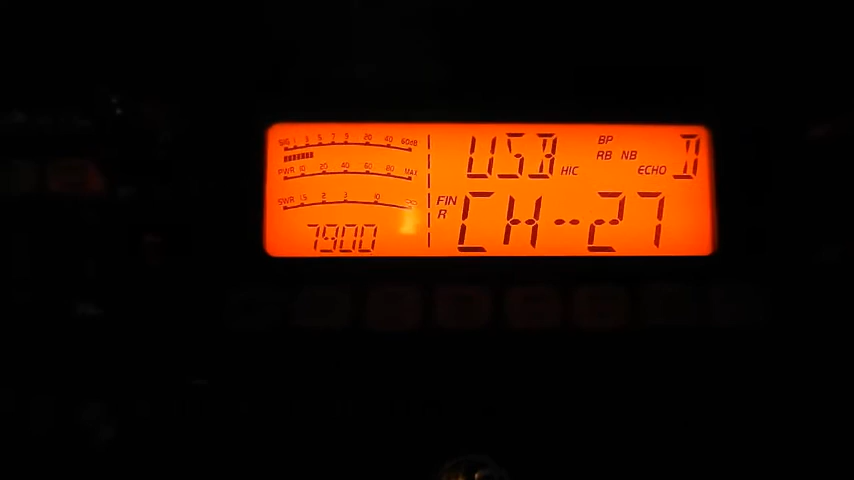 SIG 1 3 5 7 9 20 40 60dB
PWR 10 20 40 60 80 MAX
SWR 1.5 2 3 10
7900
USB HIC
BP
RB NB
ECHO
D
FIN
R
CH--27